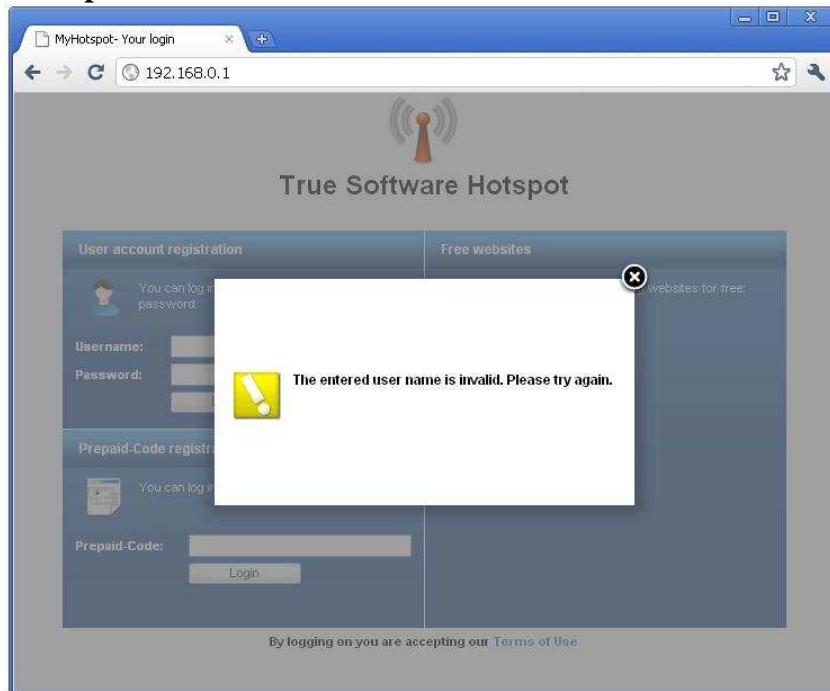 MyHotspot- Your login
192.168.0.1
True Software Hotspot
User account registration
Free websites
You can log in
password.
websites for free:
Username:
Password:
The entered user name is invalid. Please try again.
Prepaid-Code
You can log in
Prepaid-Code:
Login
By logging on you are accepting our Terms of Use